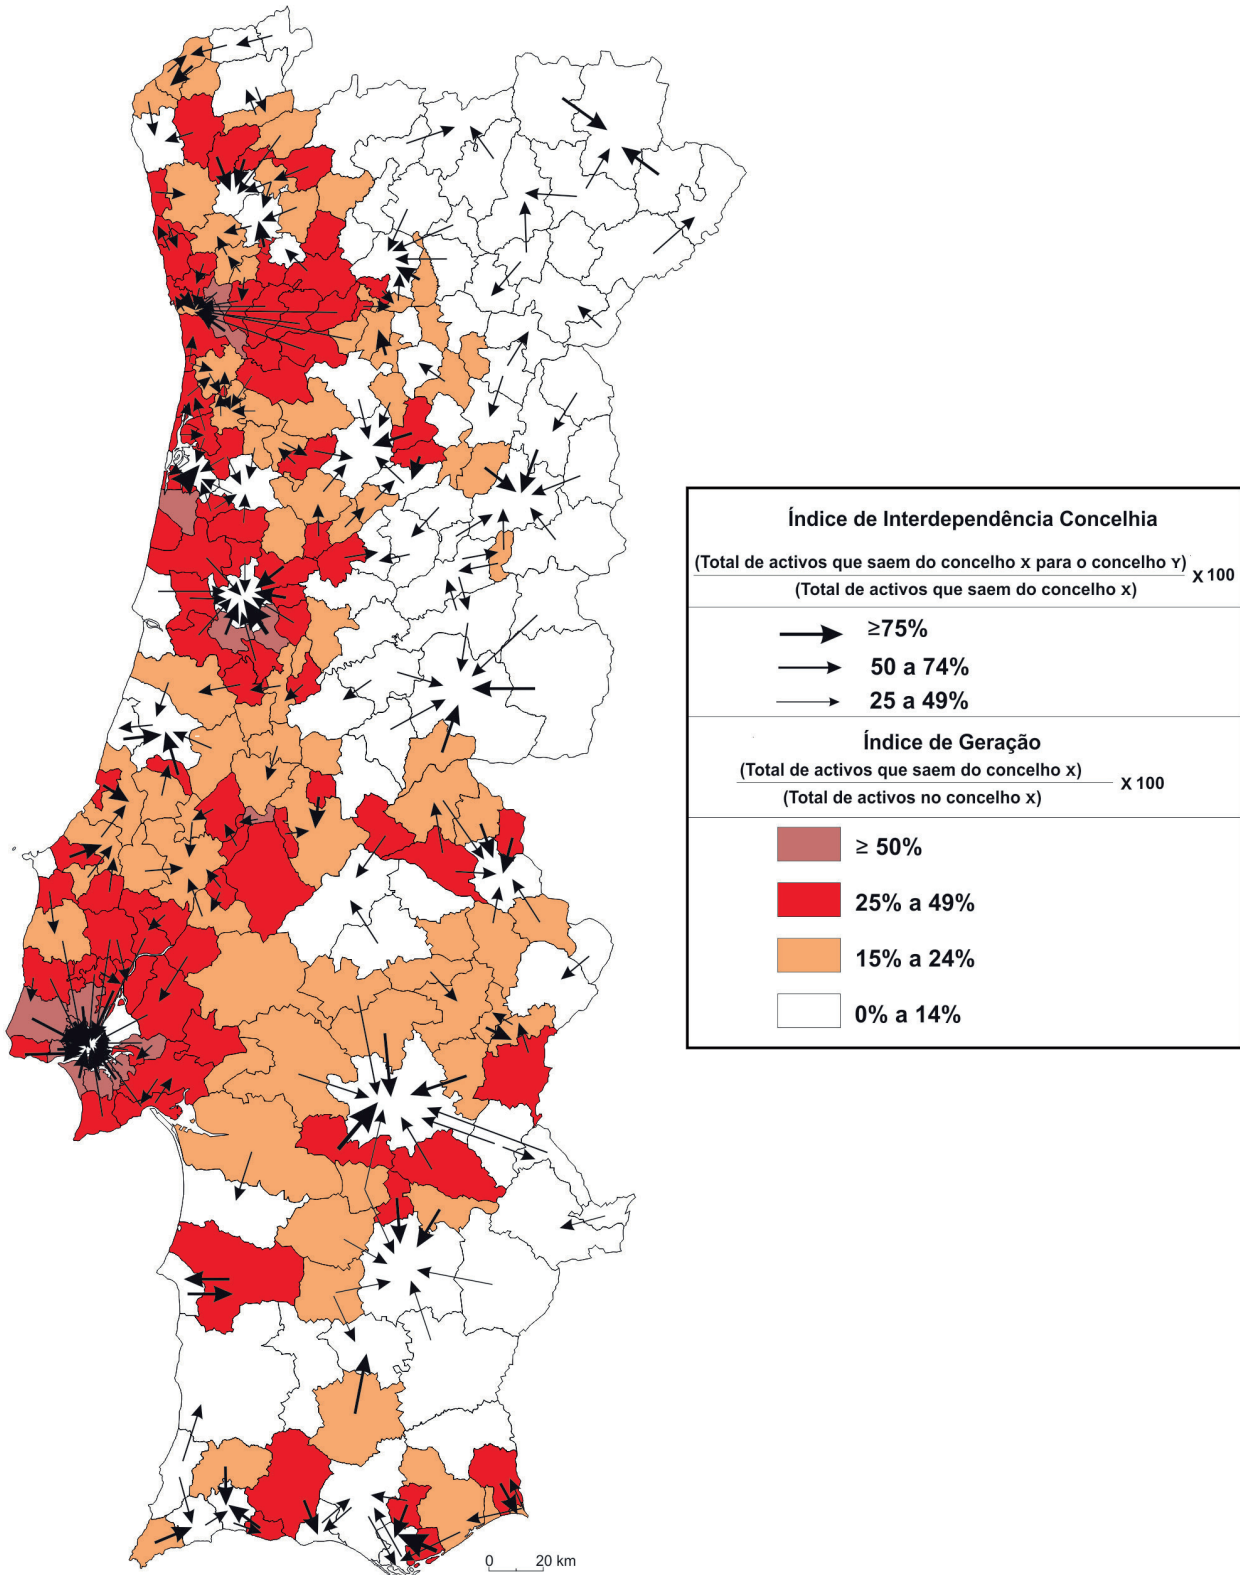 Índice de Interdependência Concelhia
(Total de activos que saem do concelho X para o concelho Y)
X 100
(Total de activos que saem do concelho X)
≥75%
50 a 74%
25 a 49%
Índice de Geração
(Total de activos que saem do concelho X)
X 100
(Total de activos no concelho X)
≥ 50%
25% a 49%
15% a 24%
0% a 14%
0 20 km